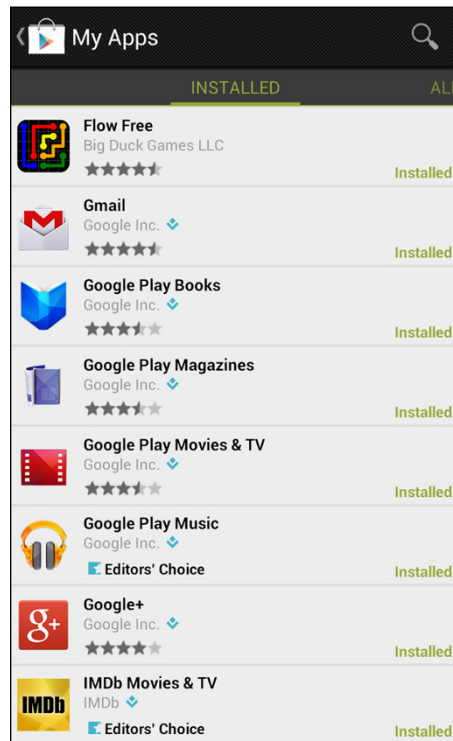 My Apps
INSTALLED
ALL
Flow Free
Big Duck Games LLC
Installed
Gmail
Google Inc.
Installed
Google Play Books
Google Inc.
Installed
Google Play Magazines
Google Inc.
Installed
Google Play Movies & TV
Google Inc.
Installed
Google Play Music
Google Inc.
Editors' Choice
Installed
Google+
g+
Google Inc.
Installed
IMDb Movies & TV
IMDb
IMDb
Editors' Choice
Installed